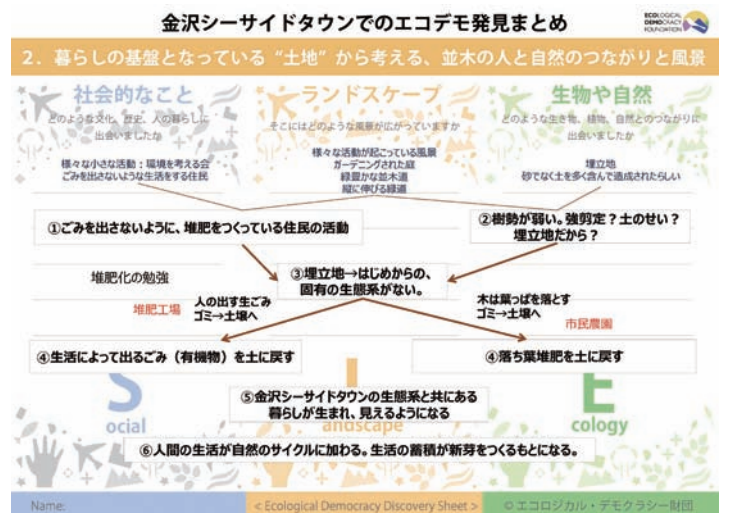 金沢シーサイドタウンでのエコデモ発見まとめ
ECOLOGICAL
DEMOCRACY
FOUNDATION
2．暮らしの基盤となっている“土地”から考える、並木の人と自然のつながりと風景
社会的なこと
どのような文化、歴史、人の暮らしに
出会いましたか
ランドスケープ
そこにはどのような風景が広がっていますか
生物や自然
どのような生き物、植物、自然とのつながりに
出会いましたか
様々な小さな活動：環境を考える会
ごみを出さないような生活をする住民
様々な活動が起こっている風景
ガーデニングされた庭
緑豊かな並木道
縦に伸びる緑道
埋立地
砂でなく土を多く含んで造成されたらしい
①ごみを出さないように、堆肥をつくっている住民の活動
②樹勢が弱い。強剪定？土のせい？
埋立地だから？
③埋立地→はじめからの、
固有の生態系がない。
堆肥化の勉強
堆肥工場
人の出す生ごみ
ゴミ→土壌へ
木は葉っぱを落とす
ゴミ→土壌へ
市民農園
④生活によって出るごみ（有機物）を土に戻す
④落ち葉堆肥を土に戻す
⑤金沢シーサイドタウンの生態系と共にある
暮らしが生まれ、見えるようになる
S
ocial
L
andscape
E
cology
⑥人間の生活が自然のサイクルに加わる。生活の蓄積が新芽をつくるもとになる。
Name:
< Ecological Democracy Discovery Sheet >
© エコロジカル・デモクラシー財団